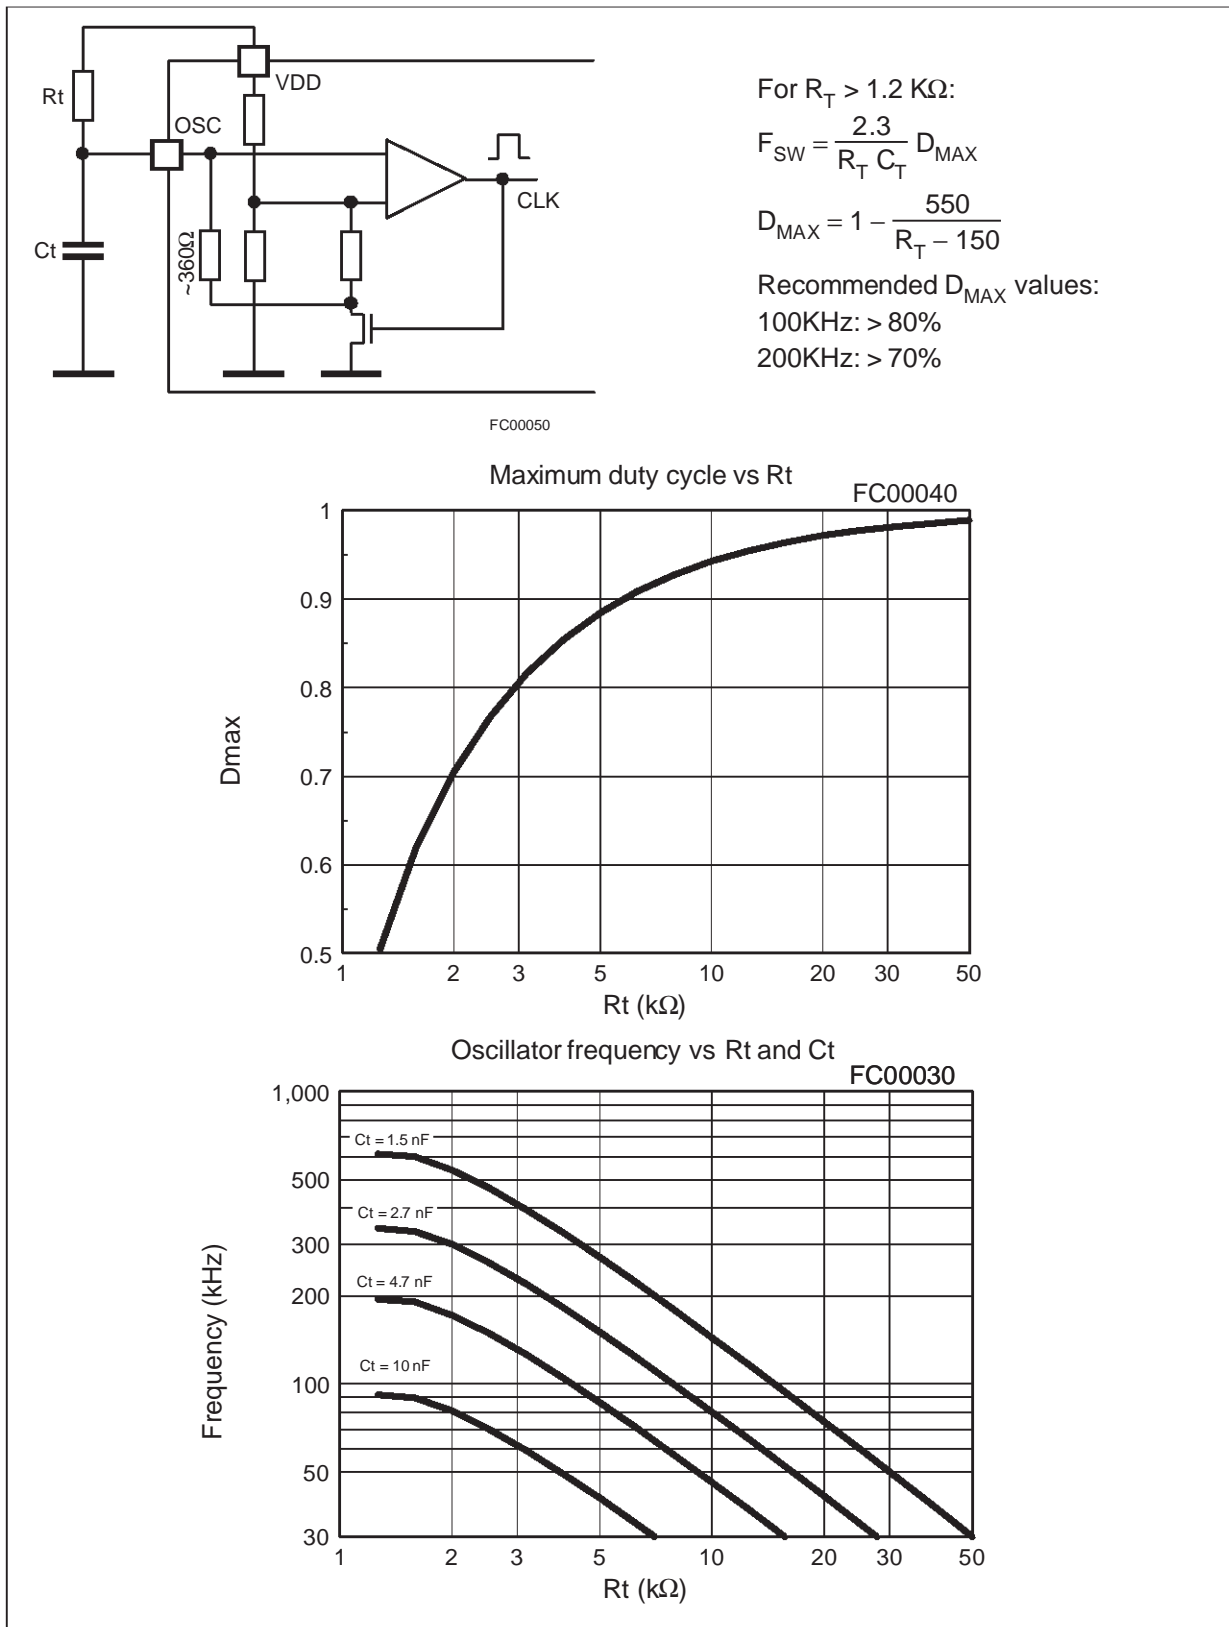 Rt
VDD
OSC
CLK
Ct
~360Ω
FC00050
For R_T > 1.2 KΩ:
F_SW = 2.3 / R_T C_T D_MAX
D_MAX = 1 − 550 / R_T − 150
Recommended D_MAX values:
100KHz: > 80%
200KHz: > 70%
Maximum duty cycle vs Rt
FC00040
1
0.9
0.8
0.7
0.6
0.5
Dmax
1 2 3 5 10 20 30 50
Rt (kΩ)
Oscillator frequency vs Rt and Ct
FC00030
1,000
500
300
200
100
50
30
Frequency (kHz)
Ct = 1.5 nF
Ct = 2.7 nF
Ct = 4.7 nF
Ct = 10 nF
1 2 3 5 10 20 30 50
Rt (kΩ)